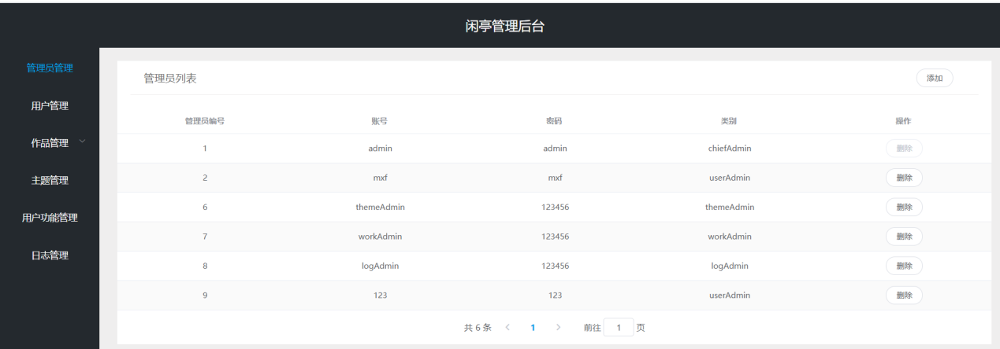 闲亭管理后台
管理员管理
用户管理
作品管理
主题管理
用户功能管理
日志管理
管理员列表 添加
管理员编号 账号 密码 类别 操作
1 admin admin chiefAdmin 删除
2 mxf mxf userAdmin 删除
6 themeAdmin 123456 themeAdmin 删除
7 workAdmin 123456 workAdmin 删除
8 logAdmin 123456 logAdmin 删除
9 123 123 userAdmin 删除
共 6 条 < 1 > 前往 1 页